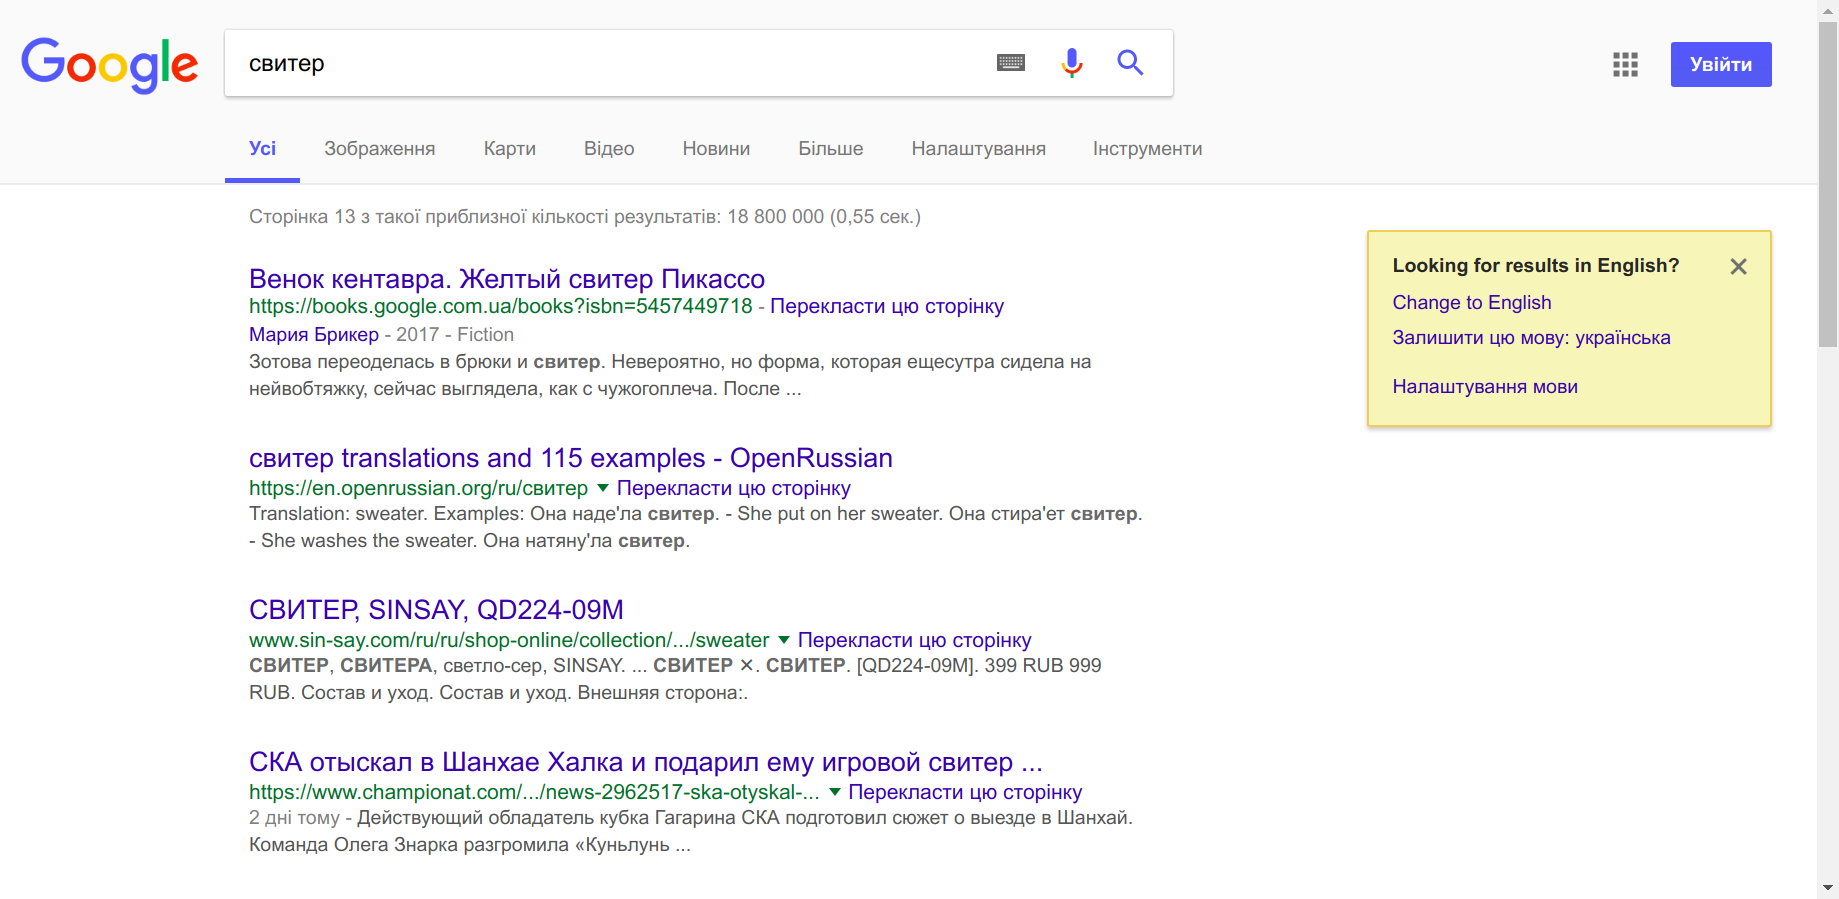 Google
свитер
Увійти
Усі Зображення Карти Відео Новини Більше Налаштування Інструменти
Сторінка 13 з такої приблизної кількості результатів: 18 800 000 (0,55 сек.)
Венок кентавра. Желтый свитер Пикассо
https://books.google.com.ua/books?isbn=5457449718 - Перекласти цю сторінку
Мария Брикер - 2017 - Fiction
Зотова переоделась в брюки и свитер. Невероятно, но форма, которая ещесутра сидела на
нейвобтяжку, сейчас выглядела, как с чужогоплеча. После ...
свитер translations and 115 examples - OpenRussian
https://en.openrussian.org/ru/свитер ▼ Перекласти цю сторінку
Translation: sweater. Examples: Она наде'ла свитер. - She put on her sweater. Она стира'ет свитер.
- She washes the sweater. Она натяну'ла свитер.
СВИТЕР, SINSAY, QD224-09M
www.sin-say.com/ru/ru/shop-online/collection/.../sweater ▼ Перекласти цю сторінку
СВИТЕР, СВИТЕРА, светло-сер, SINSAY. ... СВИТЕР ✕. СВИТЕР. [QD224-09M]. 399 RUB 999
RUB. Состав и уход. Состав и уход. Внешняя сторона:.
СКА отыскал в Шанхае Халка и подарил ему игровой свитер ...
https://www.championat.com/.../news-2962517-ska-otyskal-... ▼ Перекласти цю сторінку
2 дні тому - Действующий обладатель кубка Гагарина СКА подготовил сюжет о выезде в Шанхай.
Команда Олега Знарка разгромила «Куньлунь ...
Looking for results in English?
Change to English
Залишити цю мову: українська
Налаштування мови